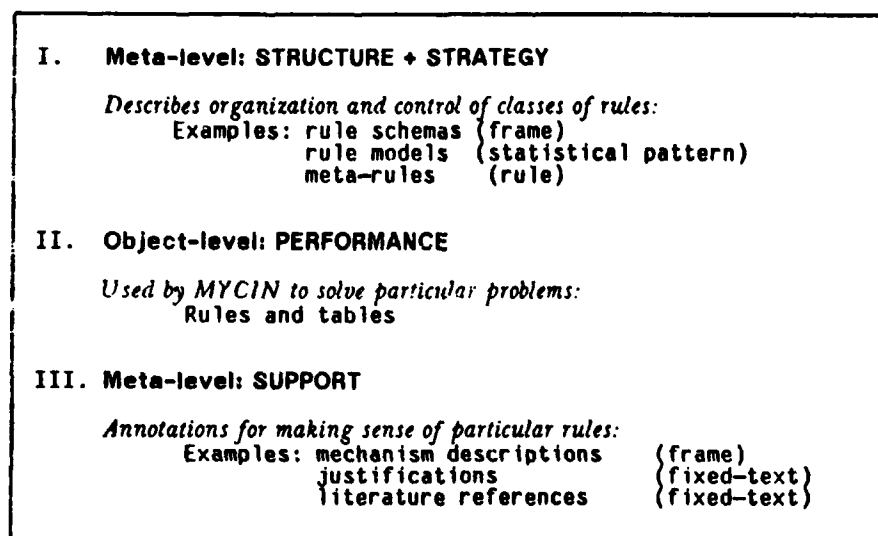 I. Meta-level: STRUCTURE + STRATEGY
Describes organization and control of classes of rules:
Examples: rule schemas (frame)
rule models (statistical pattern)
meta-rules (rule)
II. Object-level: PERFORMANCE
Used by MYCIN to solve particular problems:
Rules and tables
III. Meta-level: SUPPORT
Annotations for making sense of particular rules:
Examples: mechanism descriptions (frame)
justifications (fixed-text)
literature references (fixed-text)